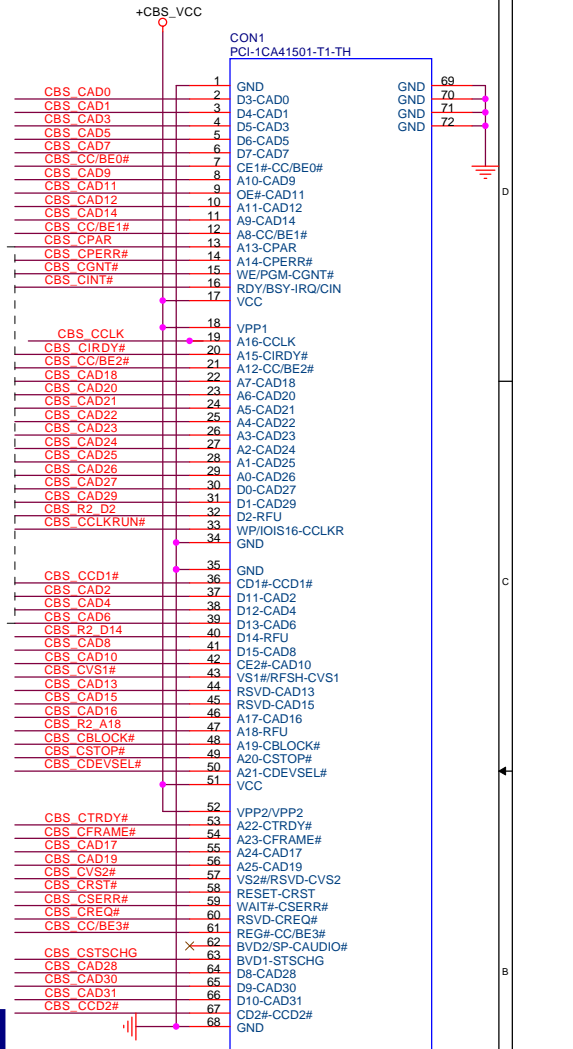 +CBS_VCC
CON1
PCI-1CA41501-T1-TH
1 GND GND 69
CBS_CAD0 2 D3-CAD0 GND 70
CBS_CAD1 3 D4-CAD1 GND 71
CBS_CAD3 4 D5-CAD3 GND 72
CBS_CAD5 5 D6-CAD5
CBS_CAD7 6 D7-CAD7
CBS_CC/BE0# 7 CE1#-CC/BE0#
CBS_CAD9 8 A10-CAD9
CBS_CAD11 9 OE#-CAD11
CBS_CAD12 10 A11-CAD12
CBS_CAD14 11 A9-CAD14
CBS_CC/BE1# 12 A8-CC/BE1#
CBS_CPAR 13 A13-CPAR
CBS_CPERR# 14 A14-CPERR#
CBS_CGNT# 15 WE/PGM-CGNT#
CBS_CINT# 16 RDY/BSY-IRQ/CIN
17 VCC
18 VPP1
CBS_CCLK 19 A16-CCLK
CBS_CIRDY# 20 A15-CIRDY#
CBS_CC/BE2# 21 A12-CC/BE2#
CBS_CAD18 22 A7-CAD18
CBS_CAD20 23 A6-CAD20
CBS_CAD21 24 A5-CAD21
CBS_CAD22 25 A4-CAD22
CBS_CAD23 26 A3-CAD23
CBS_CAD24 27 A2-CAD24
CBS_CAD25 28 A1-CAD25
CBS_CAD26 29 A0-CAD26
CBS_CAD27 30 D0-CAD27
CBS_CAD29 31 D1-CAD29
CBS_R2_D2 32 D2-RFU
CBS_CCLKRUN# 33 WP/IOIS16-CCLKR
34 GND
35 GND
CBS_CCD1# 36 CD1#-CCD1#
CBS_CAD2 37 D11-CAD2
CBS_CAD4 38 D12-CAD4
CBS_CAD6 39 D13-CAD6
CBS_R2_D14 40 D14-RFU
CBS_CAD8 41 D15-CAD8
CBS_CAD10 42 CE2#-CAD10
CBS_CVS1# 43 VS1#/RFSH-CVS1
CBS_CAD13 44 RSVD-CAD13
CBS_CAD15 45 RSVD-CAD15
CBS_CAD16 46 A17-CAD16
CBS_R2_A18 47 A18-RFU
CBS_CBLOCK# 48 A19-CBLOCK#
CBS_CSTOP# 49 A20-CSTOP#
CBS_CDEVSEL# 50 A21-CDEVSEL#
51 VCC
52 VPP2/VPP2
CBS_CTRDY# 53 A22-CTRDY#
CBS_CFRAME# 54 A23-CFRAME#
CBS_CAD17 55 A24-CAD17
CBS_CAD19 56 A25-CAD19
CBS_CVS2# 57 VS2#/RSVD-CVS2
CBS_CRST# 58 RESET-CRST
CBS_CSERR# 59 WAIT#-CSERR#
CBS_CREQ# 60 RSVD-CREQ#
CBS_CC/BE3# 61 REG#-CC/BE3#
62 BVD2/SP-CAUDIO#
CBS_CSTSCHG 63 BVD1-STSCHG
CBS_CAD28 64 D8-CAD28
CBS_CAD30 65 D9-CAD30
CBS_CAD31 66 D10-CAD31
CBS_CCD2# 67 CD2#-CCD2#
68 GND
D
C
B